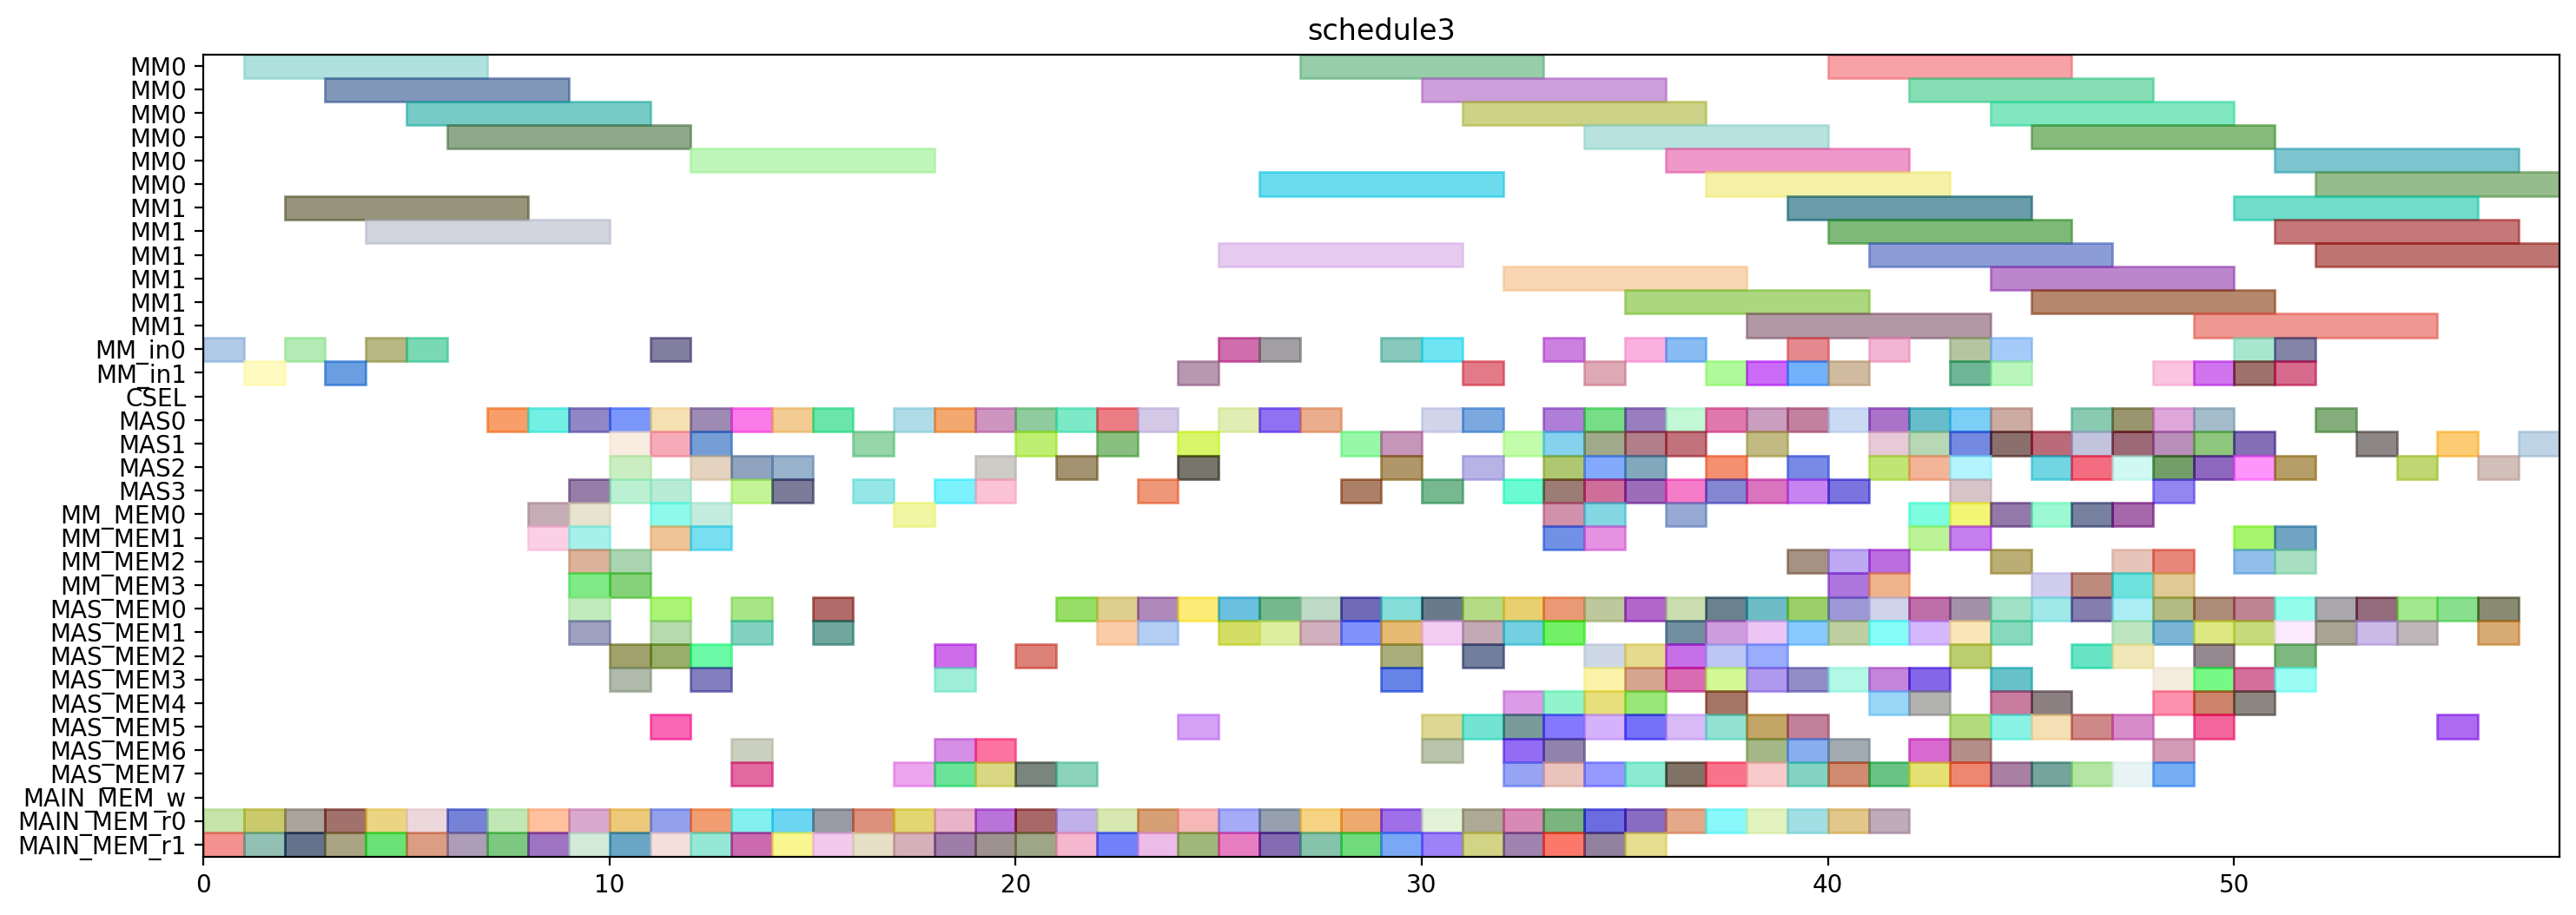 schedule3
MM0
MM0
MM0
MM0
MM0
MM0
MM1
MM1
MM1
MM1
MM1
MM1
MM_in0
MM_in1
CSEL
MAS0
MAS1
MAS2
MAS3
MM_MEM0
MM_MEM1
MM_MEM2
MM_MEM3
MAS_MEM0
MAS_MEM1
MAS_MEM2
MAS_MEM3
MAS_MEM4
MAS_MEM5
MAS_MEM6
MAS_MEM7
MAIN_MEM_w
MAIN_MEM_r0
MAIN_MEM_r1
0 10 20 30 40 50